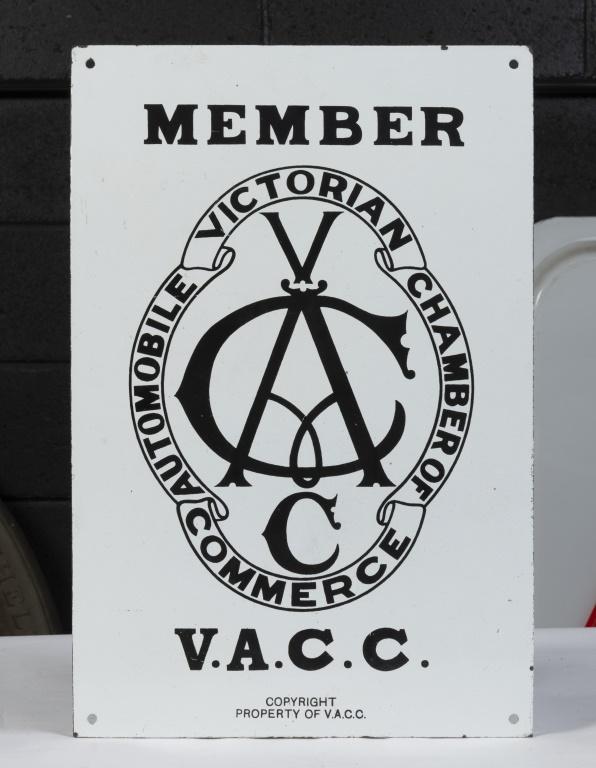 MEMBER
VICTORIAN
AUTOMOBILE
CHAMBER OF
COMMERCE
V
A
C
C
V.A.C.C.
COPYRIGHT
PROPERTY OF V.A.C.C.